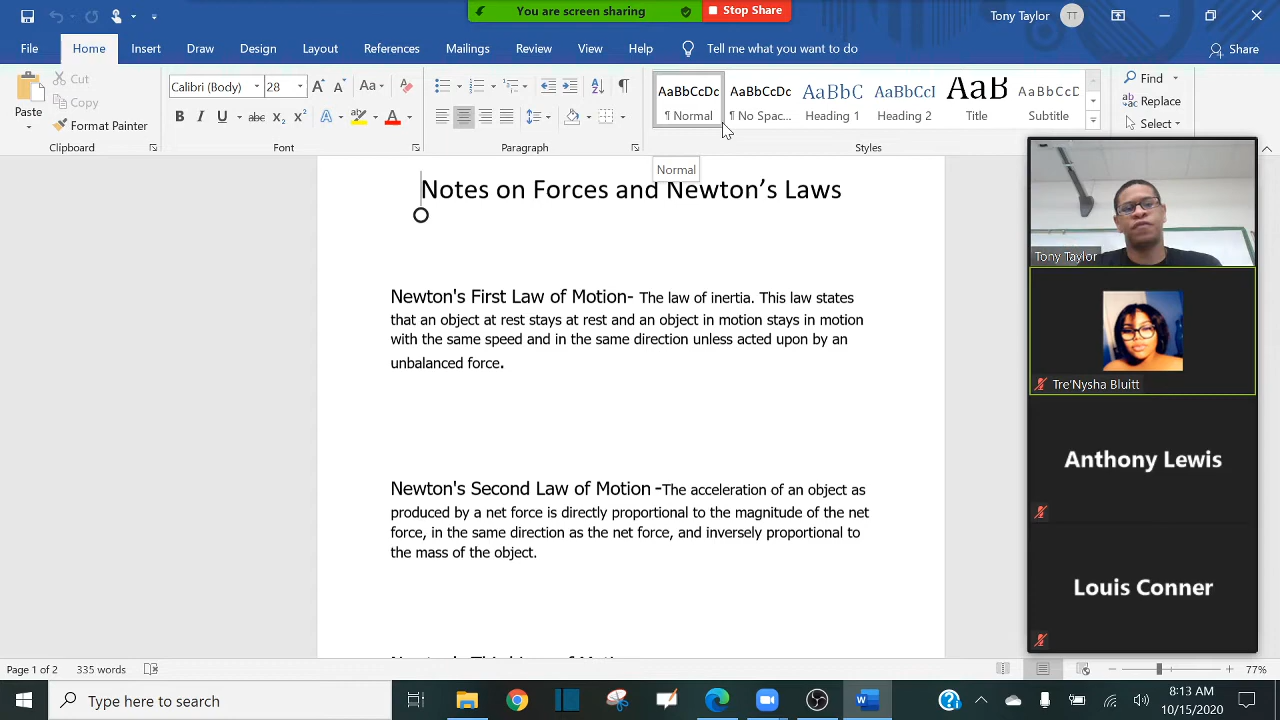 You are screen sharing
Stop Share
Tony Taylor
TT
File
Home
Insert
Draw
Design
Layout
References
Mailings
Review
View
Help
Tell me what you want to do
Share
Paste
Cut
Copy
Format Painter
Calibri (Body)
28
Clipboard
Font
Paragraph
AaBbCcDc
¶ Normal
AaBbCcDc
¶ No Spac...
AaBbC
Heading 1
AaBbCcI
Heading 2
AaB
Title
AaBbCcD
Subtitle
Styles
Find
Replace
Select
Normal
Notes on Forces and Newton’s Laws
Newton's First Law of Motion- The law of inertia. This law states
that an object at rest stays at rest and an object in motion stays in motion
with the same speed and in the same direction unless acted upon by an
unbalanced force.
Newton's Second Law of Motion -The acceleration of an object as
produced by a net force is directly proportional to the magnitude of the net
force, in the same direction as the net force, and inversely proportional to
the mass of the object.
Tony Taylor
Tre'Nysha Bluitt
Anthony Lewis
Louis Conner
Page 1 of 2
335 words
77%
Type here to search
8:13 AM
10/15/2020